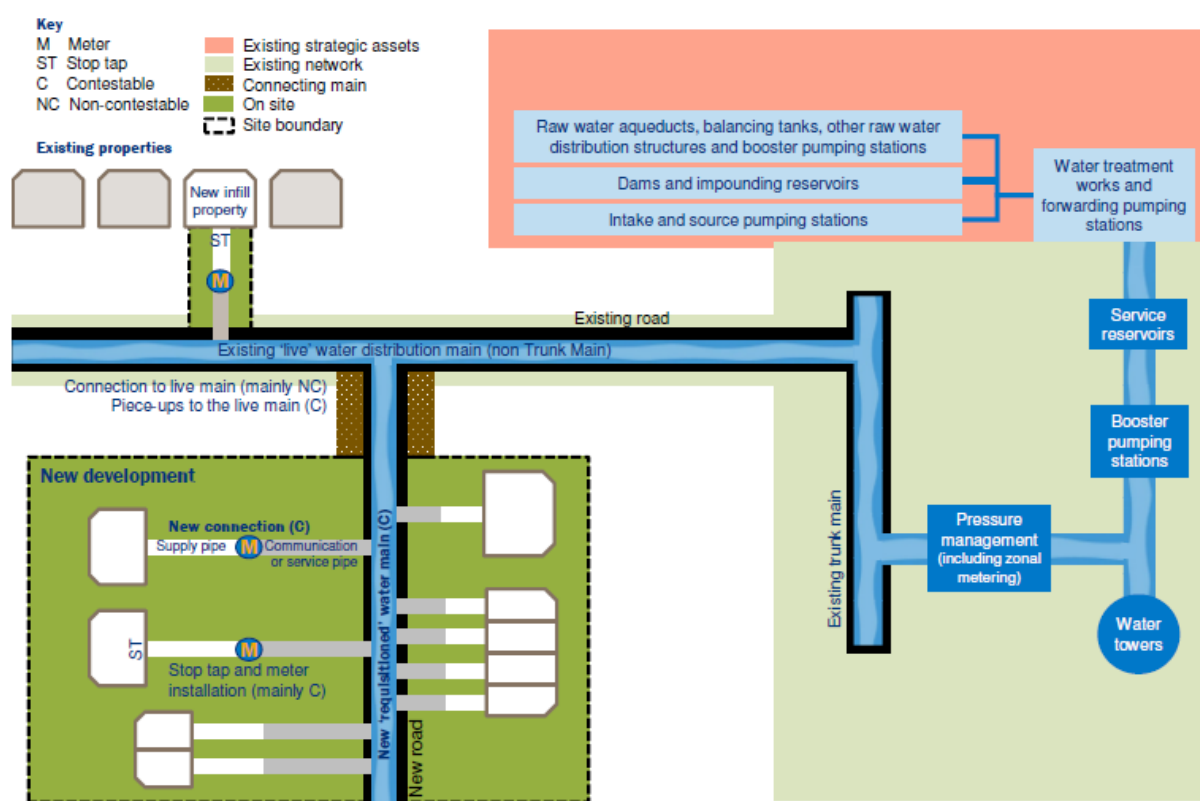 Key
M Meter
ST Stop tap
C Contestable
NC Non-contestable
Existing strategic assets
Existing network
Connecting main
On site
Site boundary
Existing properties
New infill
property
ST
M
Raw water aqueducts, balancing tanks, other raw water
distribution structures and booster pumping stations
Dams and impounding reservoirs
Intake and source pumping stations
Water treatment
works and
forwarding pumping
stations
Existing road
Existing 'live' water distribution main (non Trunk Main)
Service
reservoirs
Connection to live main (mainly NC)
Piece-ups to the live main (C)
Booster
pumping
stations
New development
New connection (C)
Supply pipe
M
Communication
or service pipe
New 'requisitioned' water main (C)
Existing trunk main
Pressure
management
(including zonal
metering)
Water
towers
ST
M
Stop tap and meter
installation (mainly C)
New road